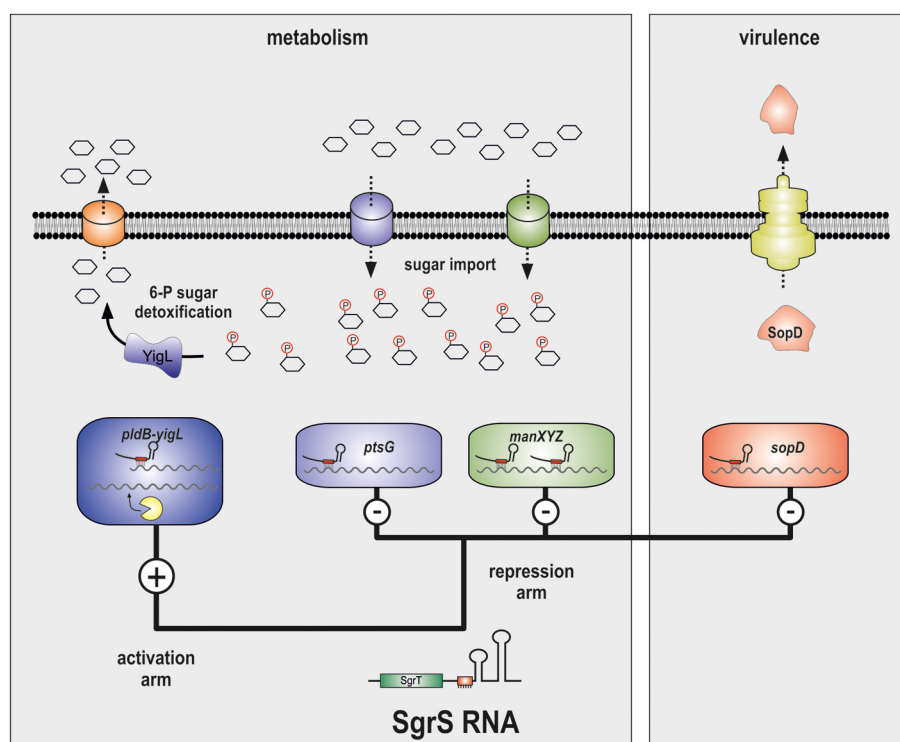 metabolism
virulence
sugar import
6-P sugar
detoxification
P
P
P
P
P
P
P
P
P
P
P
P
P
YigL
SopD
pldB-yigL
ptsG
manXYZ
sopD
-
-
-
+
repression
arm
activation
arm
SgrT
SgrS RNA